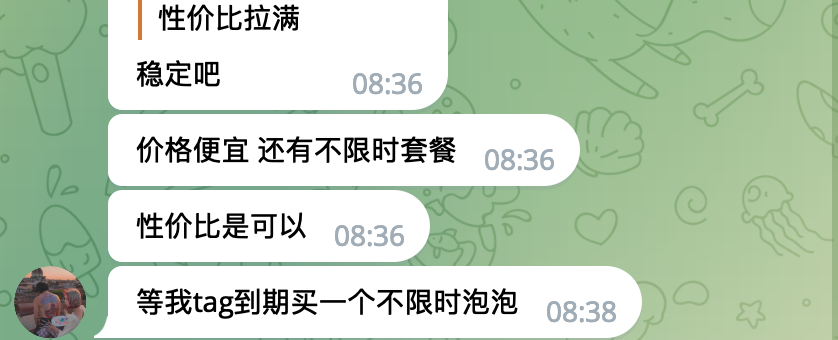 性价比拉满
稳定吧 08:36
价格便宜 还有不限时套餐 08:36
性价比是可以 08:36
等我tag到期买一个不限时泡泡 08:38